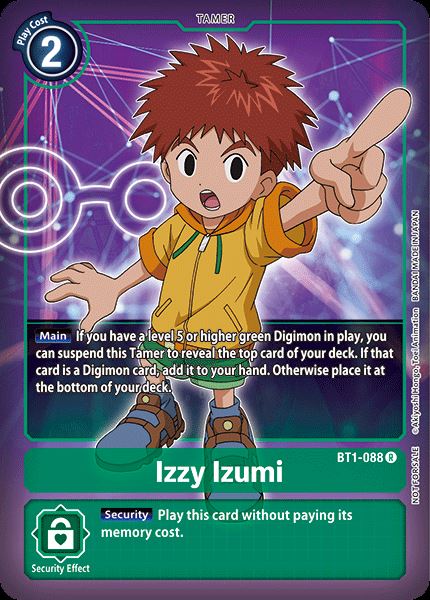 TAMER
Play Cost
2
Main If you have a level 5 or higher green Digimon in play, you
can suspend this Tamer to reveal the top card of your deck. If that
card is a Digimon card, add it to your hand. Otherwise place it at
the bottom of your deck.
BT1-088 R
Izzy Izumi
Security Play this card without paying its
memory cost.
Security Effect
NOT FOR SALE ©Akiyoshi Hongo, Toei Animation BANDAI MADE IN JAPAN